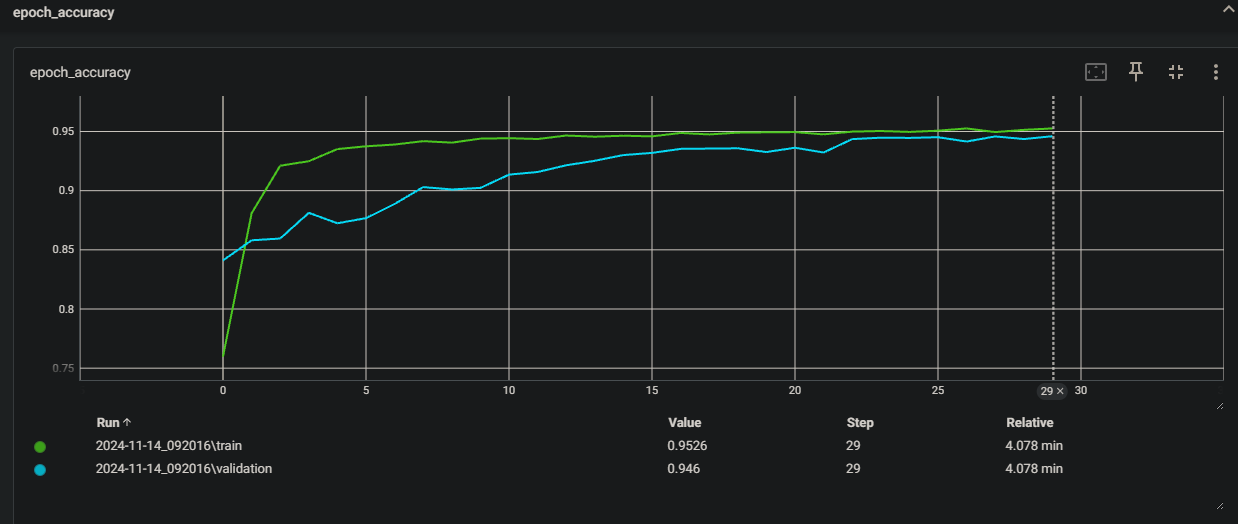 epoch_accuracy
epoch_accuracy
0.95
0.9
0.85
0.8
0.75
0 5 10 15 20 25 29 × 30
Run ↑ Value Step Relative
2024-11-14_092016\train 0.9526 29 4.078 min
2024-11-14_092016\validation 0.946 29 4.078 min